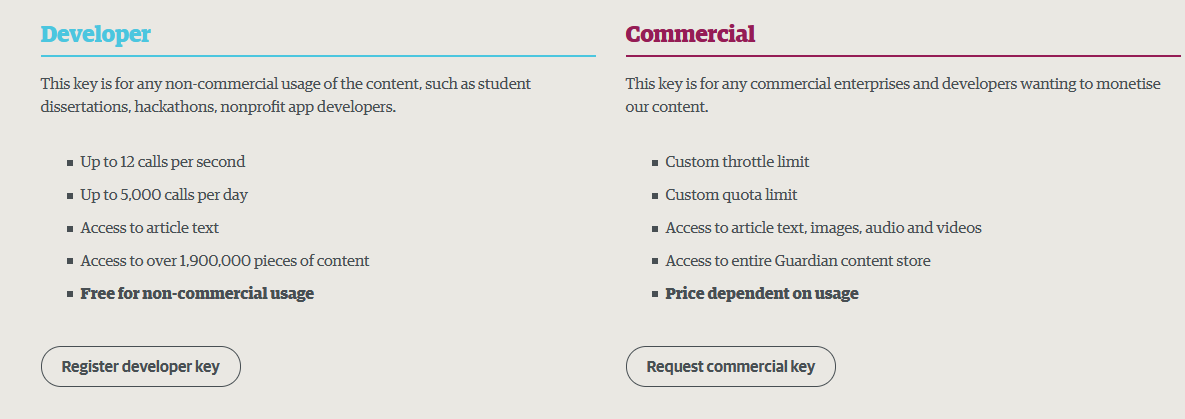 Developer
This key is for any non-commercial usage of the content, such as student
dissertations, hackathons, nonprofit app developers.
Up to 12 calls per second
Up to 5,000 calls per day
Access to article text
Access to over 1,900,000 pieces of content
Free for non-commercial usage
Register developer key
Commercial
This key is for any commercial enterprises and developers wanting to monetise
our content.
Custom throttle limit
Custom quota limit
Access to article text, images, audio and videos
Access to entire Guardian content store
Price dependent on usage
Request commercial key